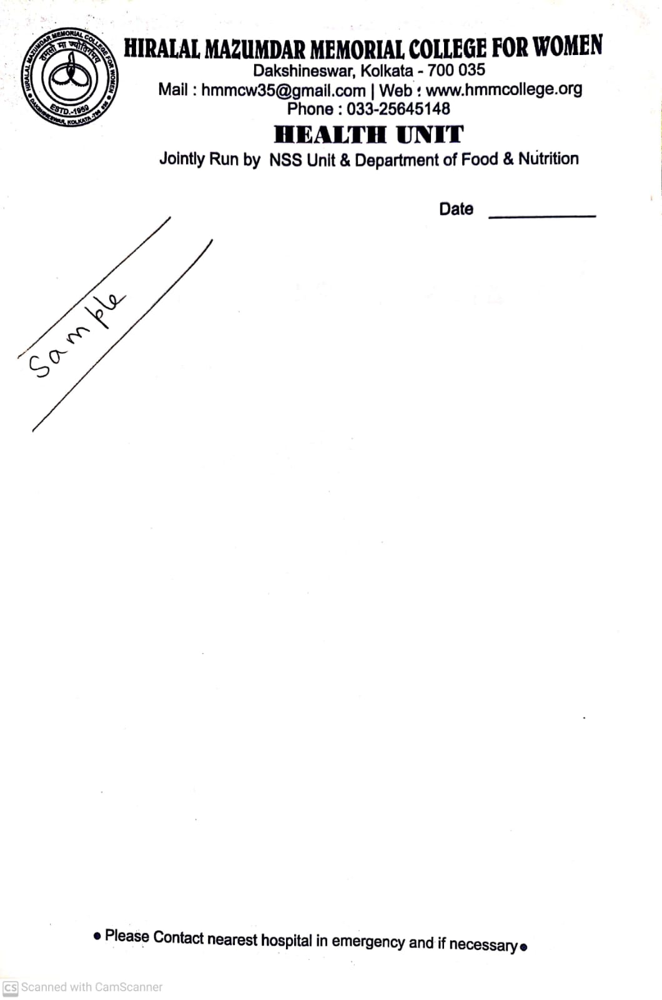 HIRALAL MAZUMDAR MEMORIAL COLLEGE FOR WOMEN
DAKSHINESWAR, KOLKATA -700 035
तमसो मा ज्योतिर्गमय
ESTD.-1959
HIRALAL MAZUMDAR MEMORIAL COLLEGE FOR WOMEN
Dakshineswar, Kolkata - 700 035
Mail : hmmcw35@gmail.com | Web : www.hmmcollege.org
Phone : 033-25645148
HEALTH UNIT
Jointly Run by NSS Unit & Department of Food & Nutrition
Date
Sample
• Please Contact nearest hospital in emergency and if necessary •
CS Scanned with CamScanner